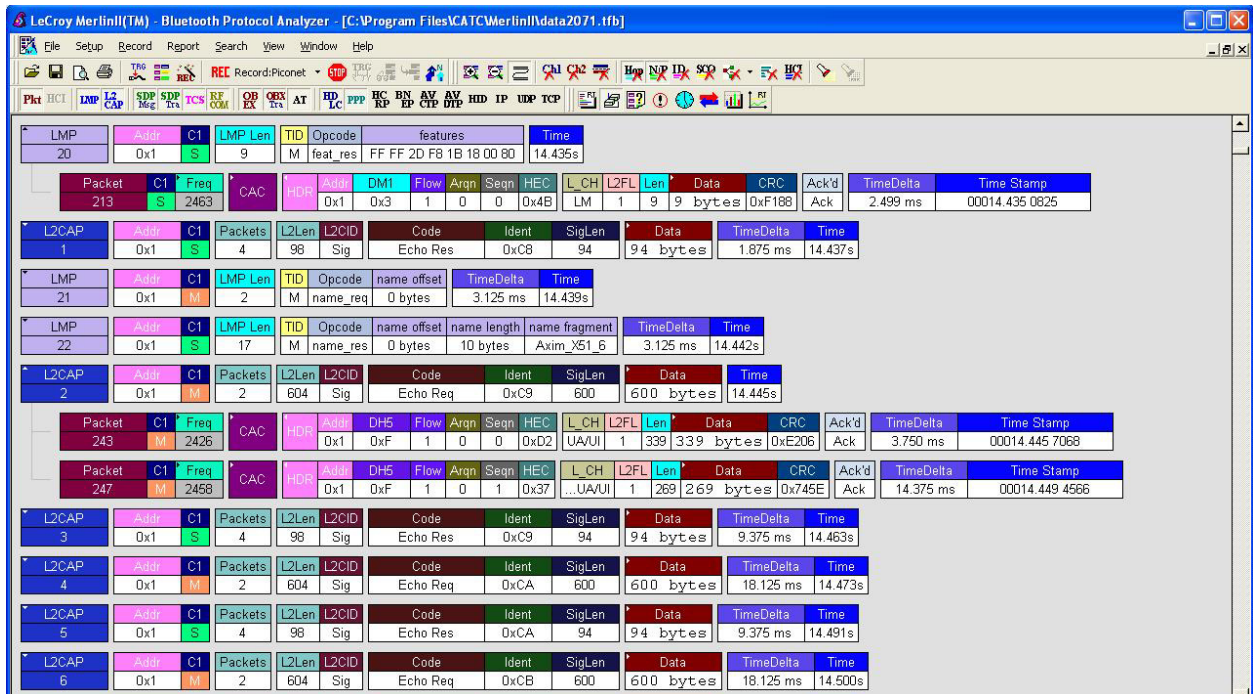 LeCroy MerlinII(TM) - Bluetooth Protocol Analyzer - [C:\Program Files\CATC\MerlinII\data2071.tfb]
File Setup Record Report Search View Window Help
TRG REC REC Record:Piconet STOP TRG Ch1 Ch2 Hop N/P IDx SCO HCI
Pkt HCI LMP L2CAP SDP Msg SDP Tra TCS RF COM OB EX OBX Tra AT HD LC PPP HC RP BN EP AV CTP AV DTP HID IP UDP TCP RT RT
LMP Addr C1 LMP Len TID Opcode features Time
20 0x1 S 9 M feat_res FF FF 2D F8 1B 18 00 80 14.435s
Packet C1 Freq CAC HDR Addr DM1 Flow Arqn Seqn HEC L_CH L2FL Len Data CRC Ack'd TimeDelta Time Stamp
213 S 2463 0x1 0x3 1 0 0 0x4B LM 1 9 9 bytes 0xF188 Ack 2.499 ms 00014.435 0825
L2CAP Addr C1 Packets L2Len L2CID Code Ident SigLen Data TimeDelta Time
1 0x1 S 4 98 Sig Echo Res 0xC8 94 94 bytes 1.875 ms 14.437s
LMP Addr C1 LMP Len TID Opcode name offset TimeDelta Time
21 0x1 M 2 M name_req 0 bytes 3.125 ms 14.439s
LMP Addr C1 LMP Len TID Opcode name offset name length name fragment TimeDelta Time
22 0x1 S 17 M name_res 0 bytes 10 bytes Axim_X51_6 3.125 ms 14.442s
L2CAP Addr C1 Packets L2Len L2CID Code Ident SigLen Data Time
2 0x1 M 2 604 Sig Echo Req 0xC9 600 600 bytes 14.445s
Packet C1 Freq CAC HDR Addr DH5 Flow Arqn Seqn HEC L_CH L2FL Len Data CRC Ack'd TimeDelta Time Stamp
243 M 2426 0x1 0xF 1 0 0 0xD2 UA/UI 1 339 339 bytes 0xE206 Ack 3.750 ms 00014.445 7068
Packet C1 Freq CAC HDR Addr DH5 Flow Arqn Seqn HEC L_CH L2FL Len Data CRC Ack'd TimeDelta Time Stamp
247 M 2458 0x1 0xF 1 0 1 0x37 ...UA/UI 1 269 269 bytes 0x745E Ack 14.375 ms 00014.449 4566
L2CAP Addr C1 Packets L2Len L2CID Code Ident SigLen Data TimeDelta Time
3 0x1 S 4 98 Sig Echo Res 0xC9 94 94 bytes 9.375 ms 14.463s
L2CAP Addr C1 Packets L2Len L2CID Code Ident SigLen Data TimeDelta Time
4 0x1 M 2 604 Sig Echo Req 0xCA 600 600 bytes 18.125 ms 14.473s
L2CAP Addr C1 Packets L2Len L2CID Code Ident SigLen Data TimeDelta Time
5 0x1 S 4 98 Sig Echo Res 0xCA 94 94 bytes 9.375 ms 14.491s
L2CAP Addr C1 Packets L2Len L2CID Code Ident SigLen Data TimeDelta Time
6 0x1 M 2 604 Sig Echo Req 0xCB 600 600 bytes 18.125 ms 14.500s